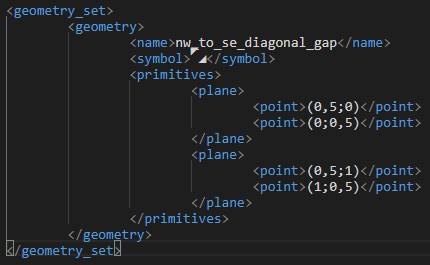 <geometry_set>
<geometry>
<name>nw_to_se_diagonal_gap</name>
<symbol>◤◢</symbol>
<primitives>
<plane>
<point>(0,5;0)</point>
<point>(0;0,5)</point>
</plane>
<plane>
<point>(0,5;1)</point>
<point>(1;0,5)</point>
</plane>
</primitives>
</geometry>
</geometry_set>